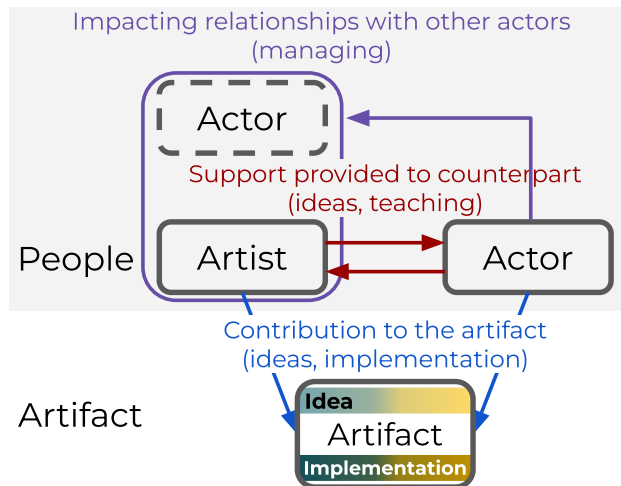 Impacting relationships with other actors
(managing)
Actor
Support provided to counterpart
(ideas, teaching)
People
Artist
Actor
Contribution to the artifact
(ideas, implementation)
Idea
Artifact
Artifact
Implementation